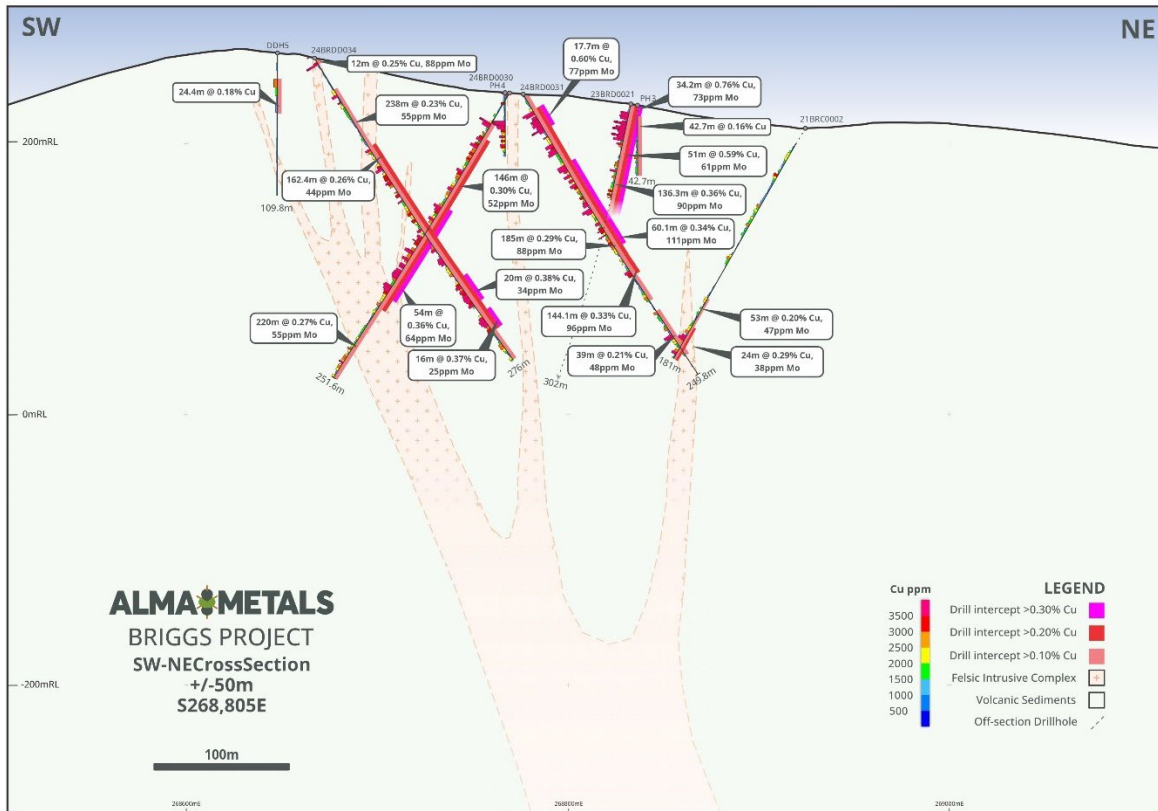 SW
NE
DDH5
24BRDD034
12m @ 0.25% Cu, 88ppm Mo
24BRD0030
PH4
24BRD0031
17.7m @
0.60% Cu,
77ppm Mo
23BRD0021
PH3
34.2m @ 0.76% Cu,
73ppm Mo
24.4m @ 0.18% Cu
238m @ 0.23% Cu,
55ppm Mo
42.7m @ 0.16% Cu
21BRC0002
200mRL
51m @ 0.59% Cu,
61ppm Mo
162.4m @ 0.26% Cu,
44ppm Mo
146m @
0.30% Cu,
52ppm Mo
42.7m
136.3m @ 0.36% Cu,
90ppm Mo
109.8m
185m @ 0.29% Cu,
88ppm Mo
60.1m @ 0.34% Cu,
111ppm Mo
20m @ 0.38% Cu,
34ppm Mo
220m @ 0.27% Cu,
55ppm Mo
54m @
0.36% Cu,
64ppm Mo
144.1m @ 0.33% Cu,
96ppm Mo
53m @ 0.20% Cu,
47ppm Mo
16m @ 0.37% Cu,
25ppm Mo
39m @ 0.21% Cu,
48ppm Mo
24m @ 0.29% Cu,
38ppm Mo
251.6m
276m
302m
181m
249.8m
0mRL
-200mRL
ALMA METALS
BRIGGS PROJECT
SW-NECrossSection
+/-50m
S268,805E
100m
Cu ppm
3500
3000
2500
2000
1500
1000
500
LEGEND
Drill intercept >0.30% Cu
Drill intercept >0.20% Cu
Drill intercept >0.10% Cu
Felsic Intrusive Complex
Volcanic Sediments
Off-section Drillhole
268600mE
268800mE
269000mE